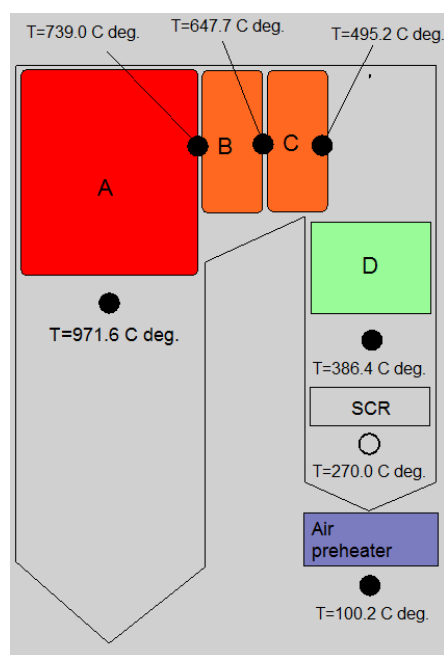 T=739.0 C deg.
T=647.7 C deg.
T=495.2 C deg.
A
B
C
D
T=971.6 C deg.
T=386.4 C deg.
SCR
T=270.0 C deg.
Air
preheater
T=100.2 C deg.